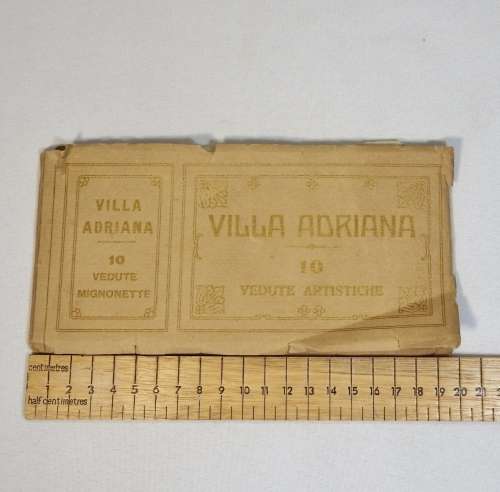 VILLA
ADRIANA
10
VEDUTE
MIGNONETTE
VILLA ADRIANA
10
VEDUTE ARTISTICHE
centimetres
1 2 3 4 5 6 7 8 9 10 11 12 13 14 15 16 17 18 19 20 21
half centimetres